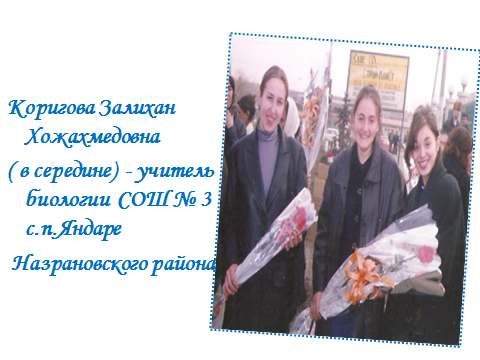 Коригова Залихан
Хожахмедовна
( в середине) - учитель
биологии СОШ № 3
с.п.Яндаре
Назрановского района